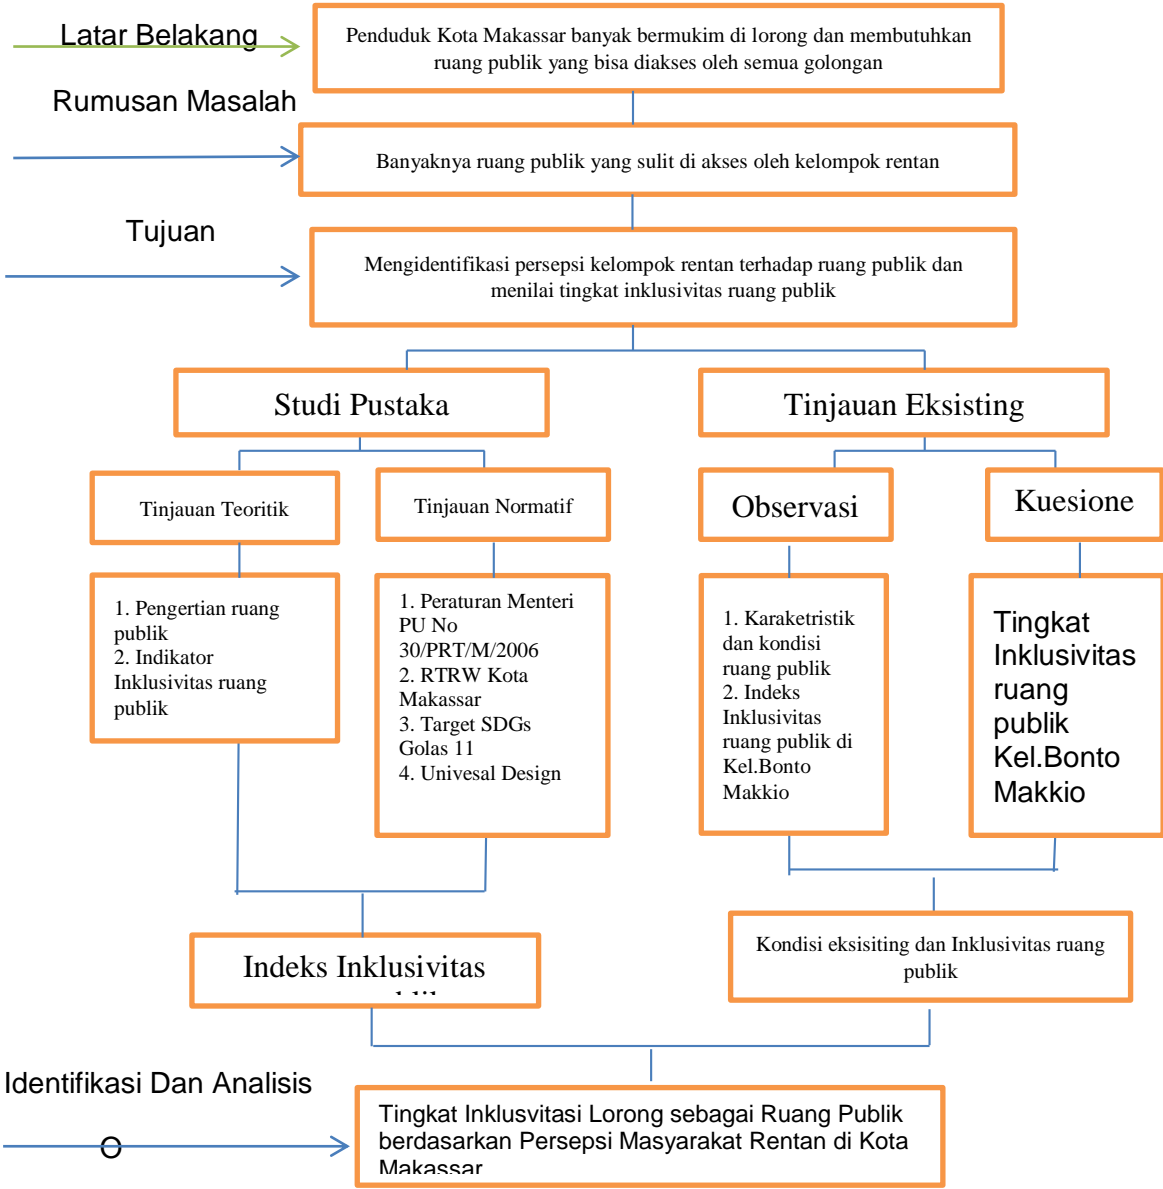 Latar Belakang
Penduduk Kota Makassar banyak bermukim di lorong dan membutuhkan
ruang publik yang bisa diakses oleh semua golongan
Rumusan Masalah
Banyaknya ruang publik yang sulit di akses oleh kelompok rentan
Tujuan
Mengidentifikasi persepsi kelompok rentan terhadap ruang publik dan
menilai tingkat inklusivitas ruang publik
Studi Pustaka
Tinjauan Eksisting
Tinjauan Teoritik
Tinjauan Normatif
Observasi
Kuesione
1. Pengertian ruang
publik
2. Indikator
Inklusivitas ruang
publik
1. Peraturan Menteri
PU No
30/PRT/M/2006
2. RTRW Kota
Makassar
3. Target SDGs
Golas 11
4. Univesal Design
1. Karaketristik
dan kondisi
ruang publik
2. Indeks
Inklusivitas
ruang publik di
Kel.Bonto
Makkio
Tingkat
Inklusivitas
ruang
publik
Kel.Bonto
Makkio
Indeks Inklusivitas
Kondisi eksisiting dan Inklusivitas ruang
publik
Identifikasi Dan Analisis
O
Tingkat Inklusvitasi Lorong sebagai Ruang Publik
berdasarkan Persepsi Masyarakat Rentan di Kota
Makassar